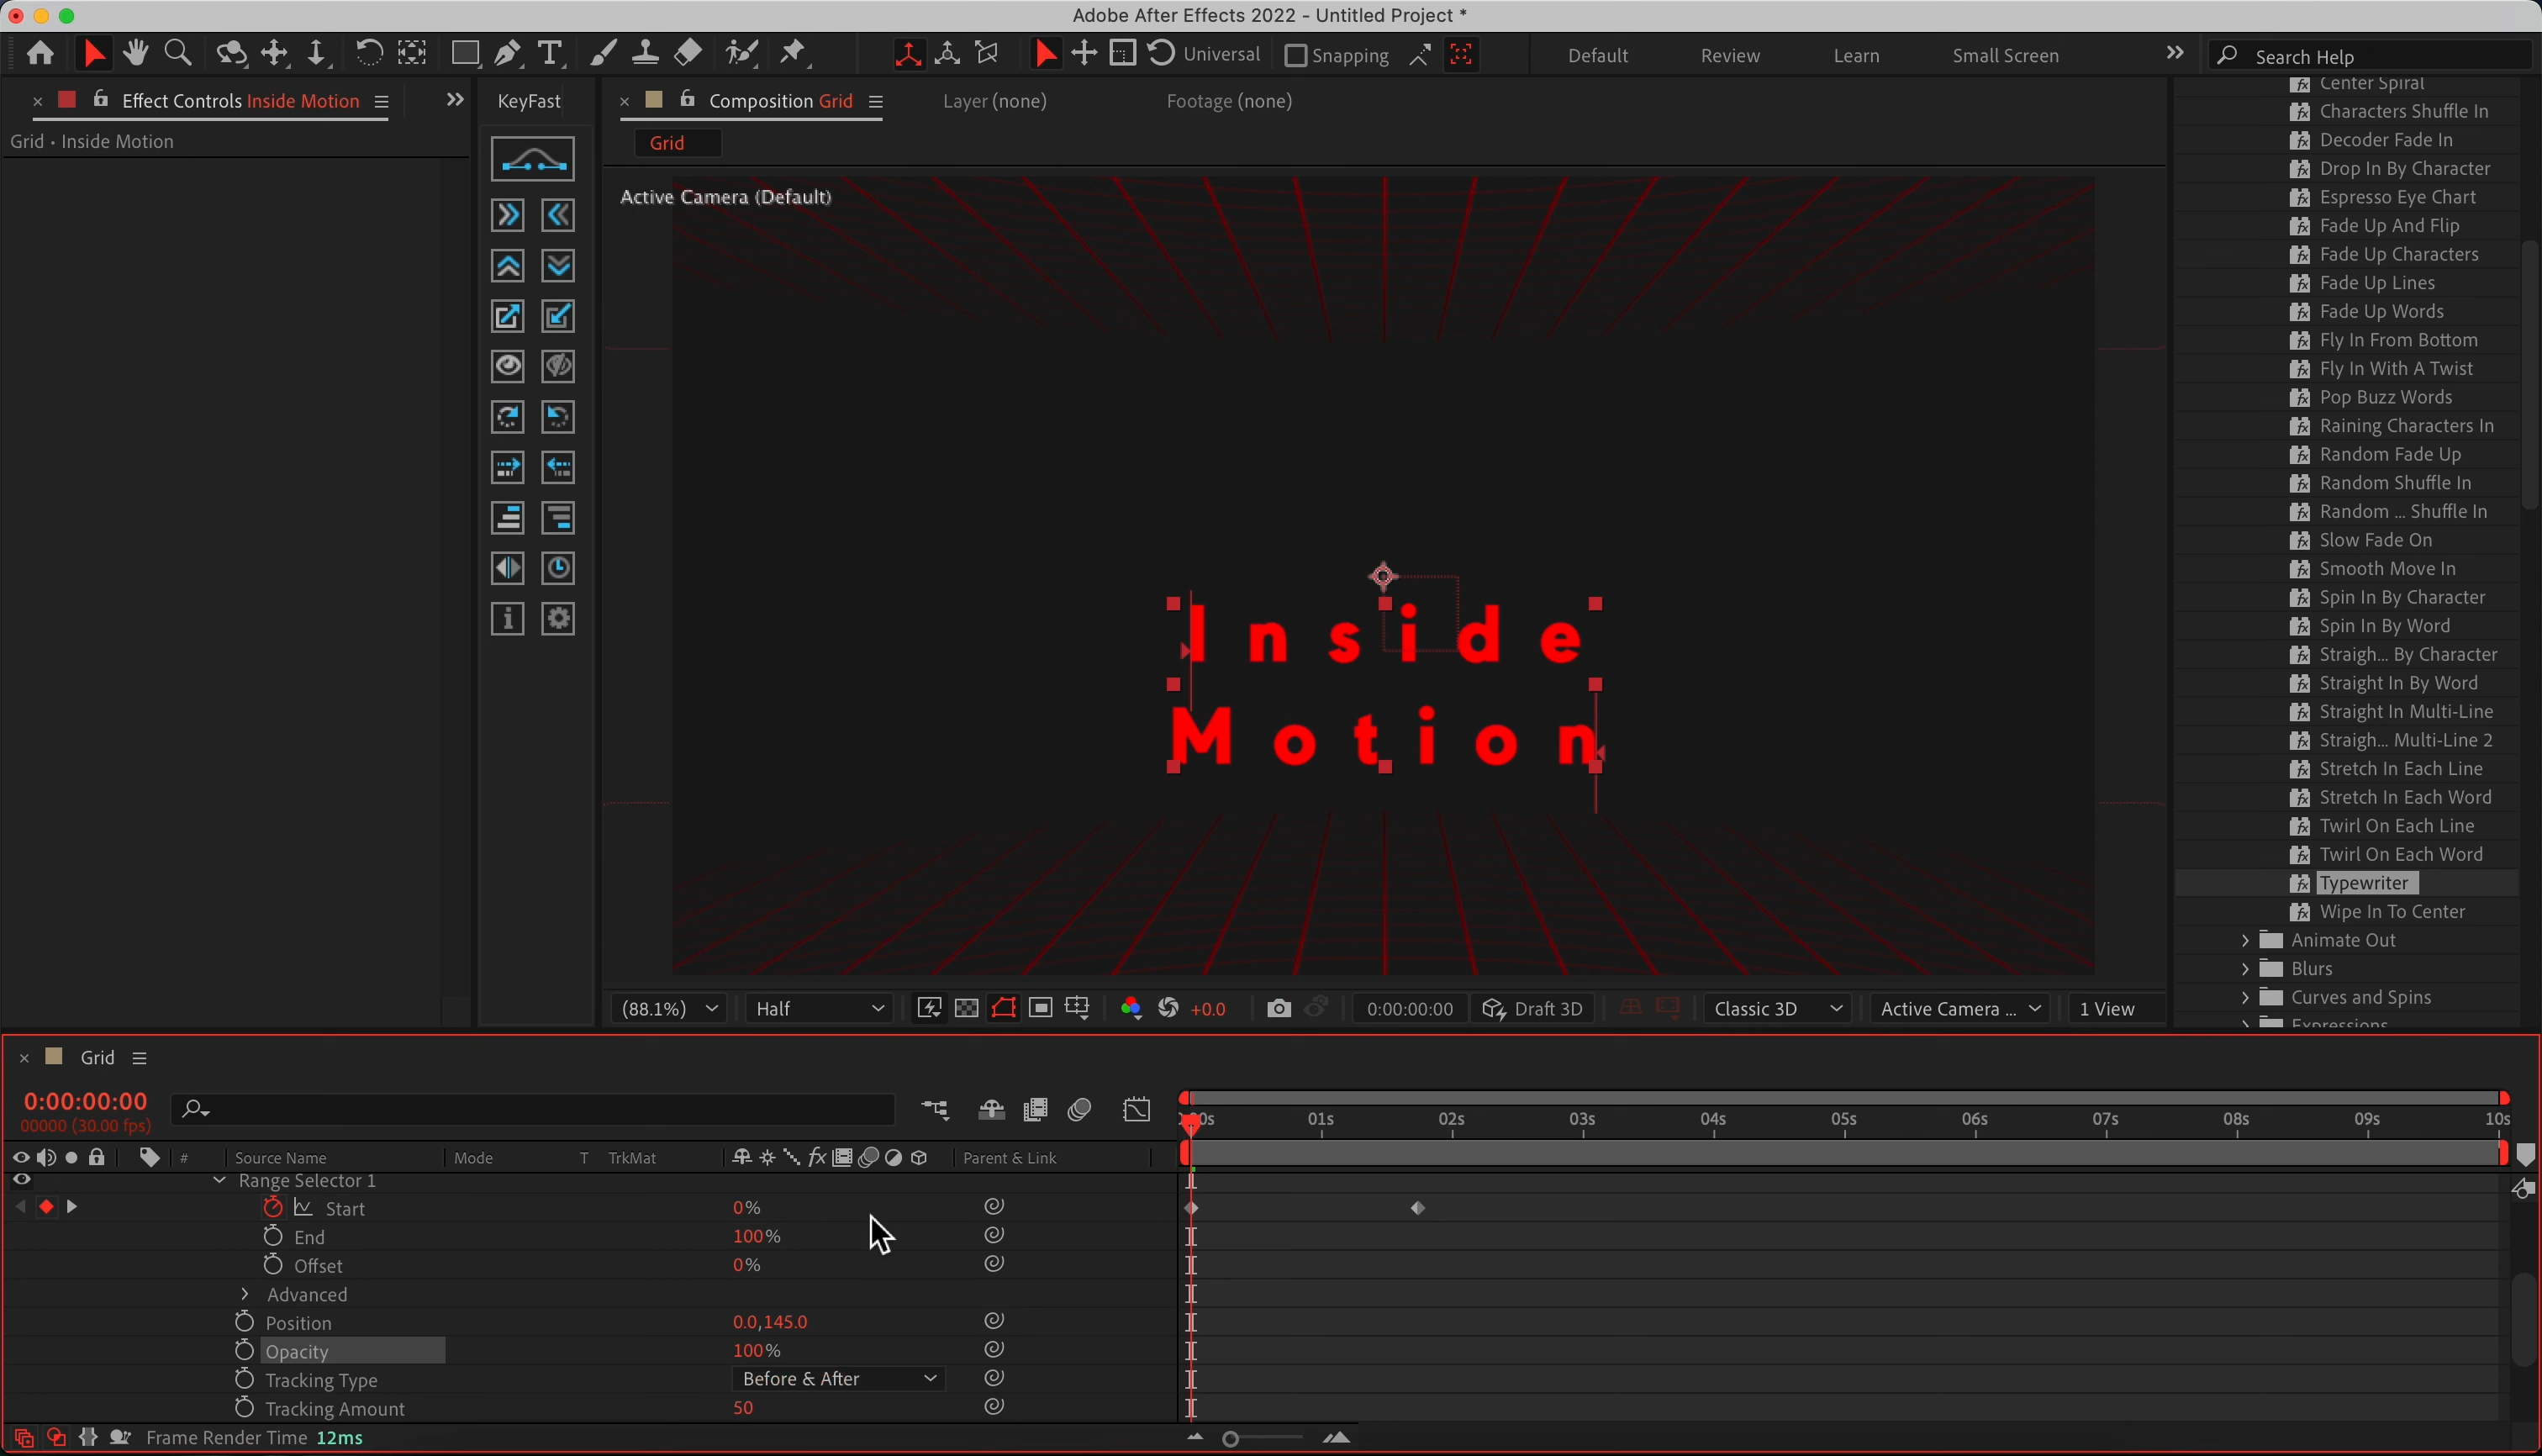 Adobe After Effects 2022 - Untitled Project *
Universal
Snapping
Default
Review
Learn
Small Screen
Search Help
Effect Controls Inside Motion
KeyFast
Composition Grid
Layer (none)
Footage (none)
Grid • Inside Motion
Grid
Active Camera (Default)
Inside
Motion
Center Spiral
Characters Shuffle In
Decoder Fade In
Drop In By Character
Espresso Eye Chart
Fade Up And Flip
Fade Up Characters
Fade Up Lines
Fade Up Words
Fly In From Bottom
Fly In With A Twist
Pop Buzz Words
Raining Characters In
Random Fade Up
Random Shuffle In
Random ... Shuffle In
Slow Fade On
Smooth Move In
Spin In By Character
Spin In By Word
Straigh... By Character
Straight In By Word
Straight In Multi-Line
Straigh... Multi-Line 2
Stretch In Each Line
Stretch In Each Word
Twirl On Each Line
Twirl On Each Word
Typewriter
Wipe In To Center
Animate Out
Blurs
Curves and Spins
Expressions
(88.1%)
Half
+0.0
0:00:00:00
Draft 3D
Classic 3D
Active Camera ...
1 View
Grid
0:00:00:00
00000 (30.00 fps)
01s
02s
03s
04s
05s
06s
07s
08s
09s
10s
#
Source Name
Mode
T
TrkMat
fx
Parent & Link
Range Selector 1
Start
0%
End
100%
Offset
0%
Advanced
Position
0.0,145.0
Opacity
100%
Tracking Type
Before & After
Tracking Amount
50
Frame Render Time 12ms